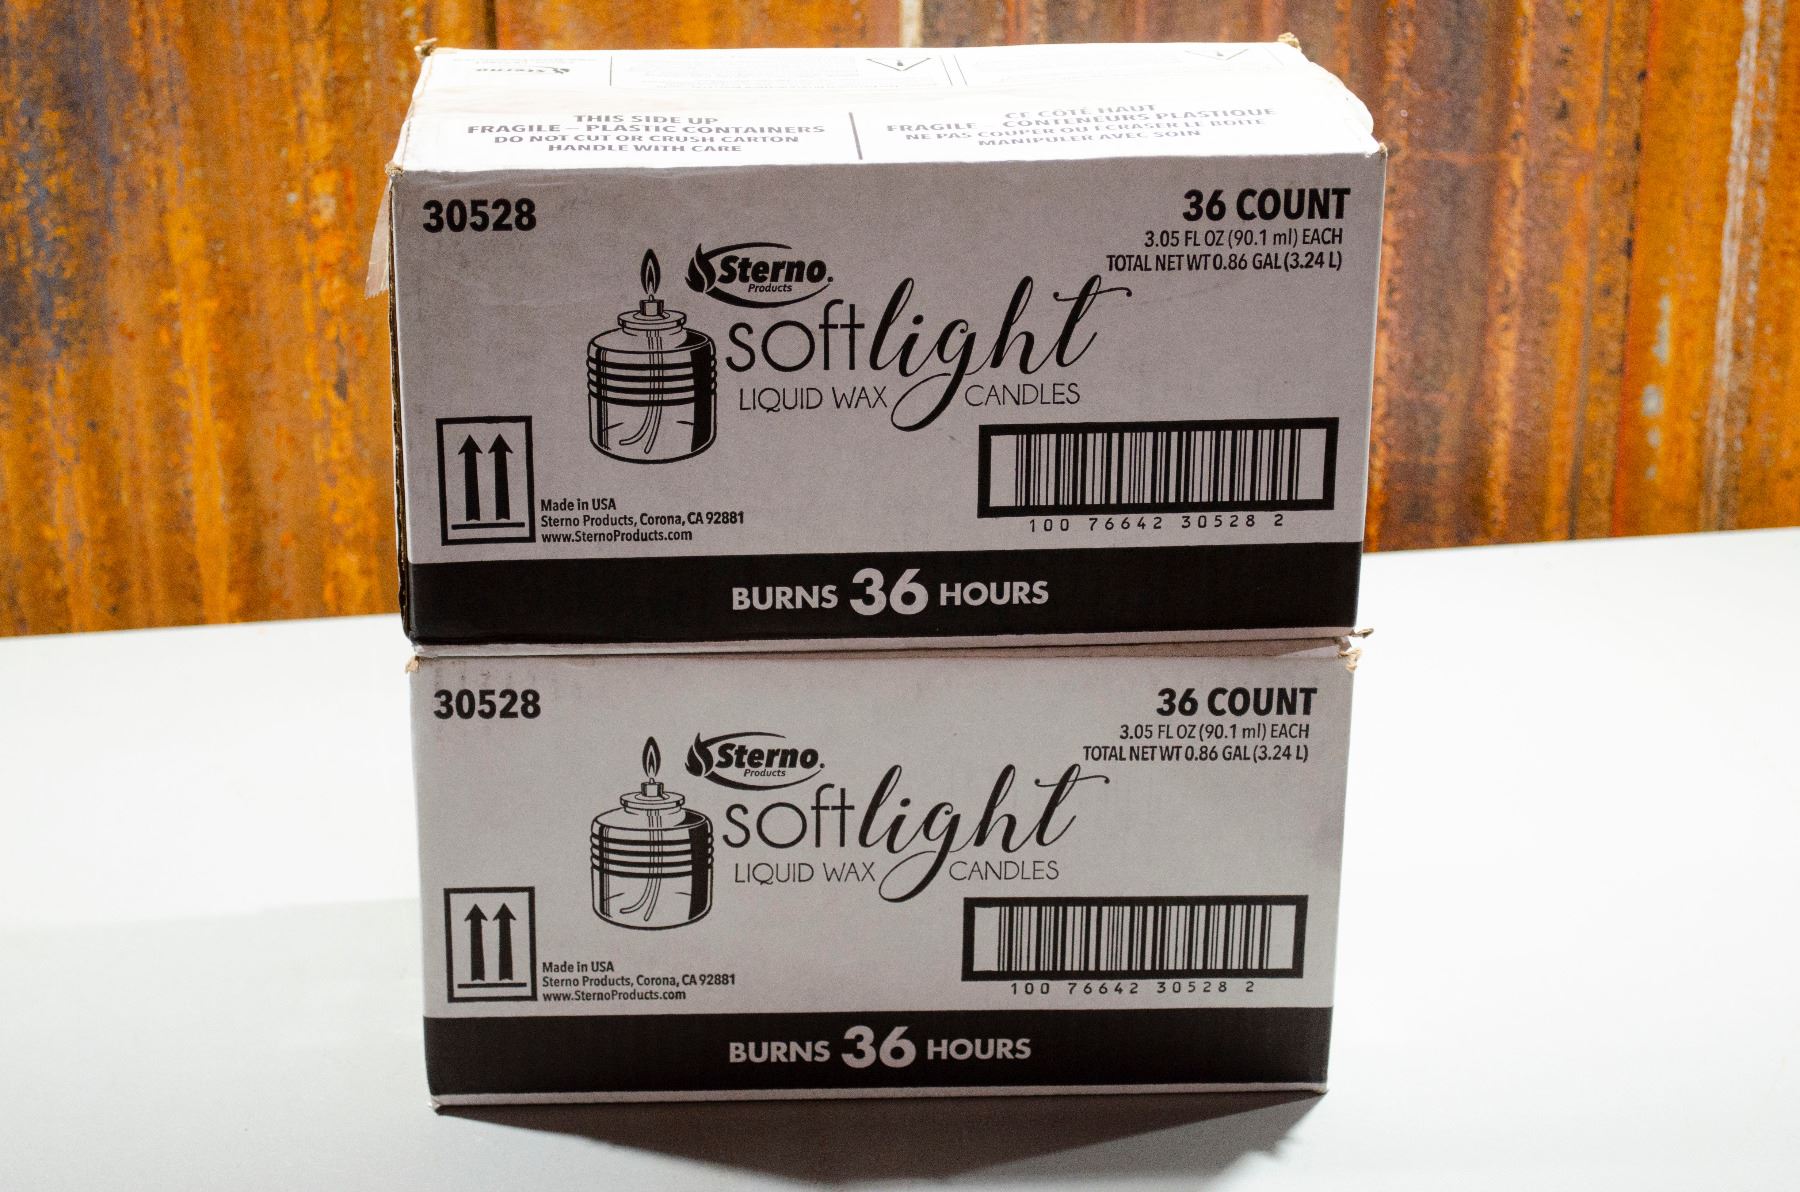 Sterno
THIS SIDE UP
FRAGILE – PLASTIC CONTAINERS
DO NOT CUT OR CRUSH CARTON
HANDLE WITH CARE
CE CÔTÉ HAUT
FRAGILE CONTENEURS PLASTIQUE
NE PAS COUPER OU ÉCRASER LE BOÎTE
MANIPULER AVEC SOIN
30528
36 COUNT
3.05 FL OZ (90.1 ml) EACH
TOTAL NET WT 0.86 GAL (3.24 L)
Sterno
Products
softlight
LIQUID WAX CANDLES
Made in USA
Sterno Products, Corona, CA 92881
www.SternoProducts.com
100 76642 30528 2
BURNS 36 HOURS
30528
36 COUNT
3.05 FL OZ (90.1 ml) EACH
TOTAL NET WT 0.86 GAL (3.24 L)
Sterno
Products
softlight
LIQUID WAX CANDLES
Made in USA
Sterno Products, Corona, CA 92881
www.SternoProducts.com
100 76642 30528 2
BURNS 36 HOURS